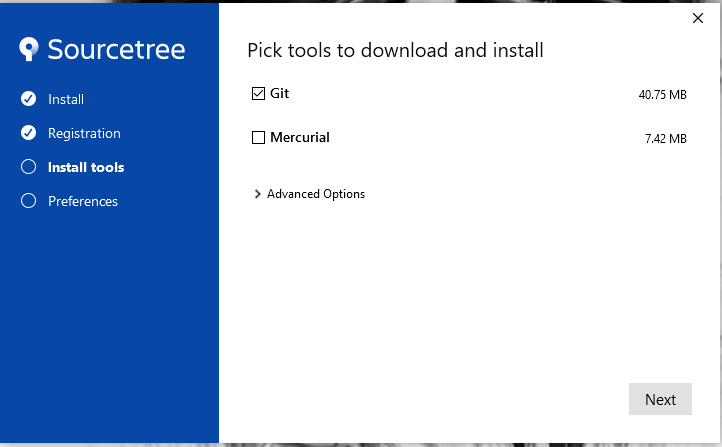 Sourcetree
Install
Registration
Install tools
Preferences
Pick tools to download and install
Git 40.75 MB
Mercurial 7.42 MB
Advanced Options
Next